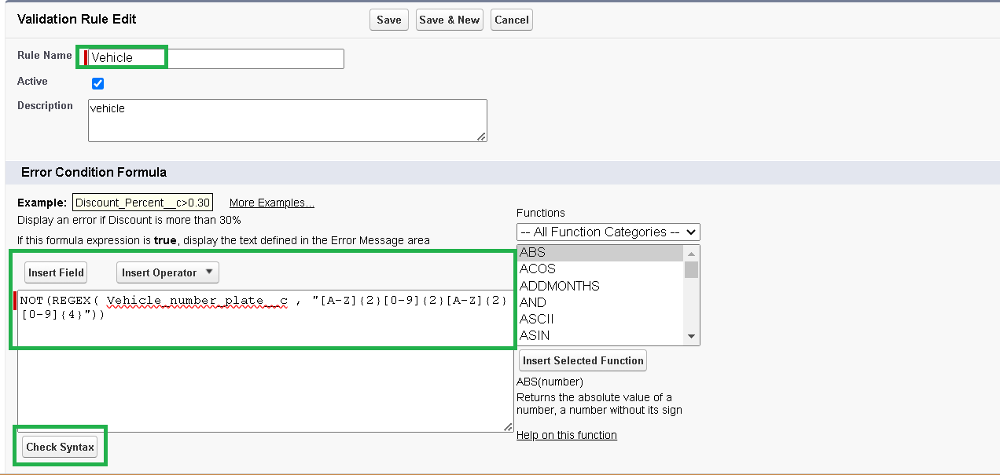 Validation Rule Edit
Save
Save & New
Cancel
Rule Name
Vehicle
Active
Description
vehicle
Error Condition Formula
Example:
Discount_Percent__c>0.30
More Examples...
Display an error if Discount is more than 30%
If this formula expression is true, display the text defined in the Error Message area
Insert Field
Insert Operator
NOT(REGEX( Vehicle_number_plate__c , "[A-Z]{2}[0-9]{2}[A-Z]{2}
[0-9]{4}"))
Check Syntax
Functions
-- All Function Categories --
ABS
ACOS
ADDMONTHS
AND
ASCII
ASIN
Insert Selected Function
ABS(number)
Returns the absolute value of a
number, a number without its sign
Help on this function